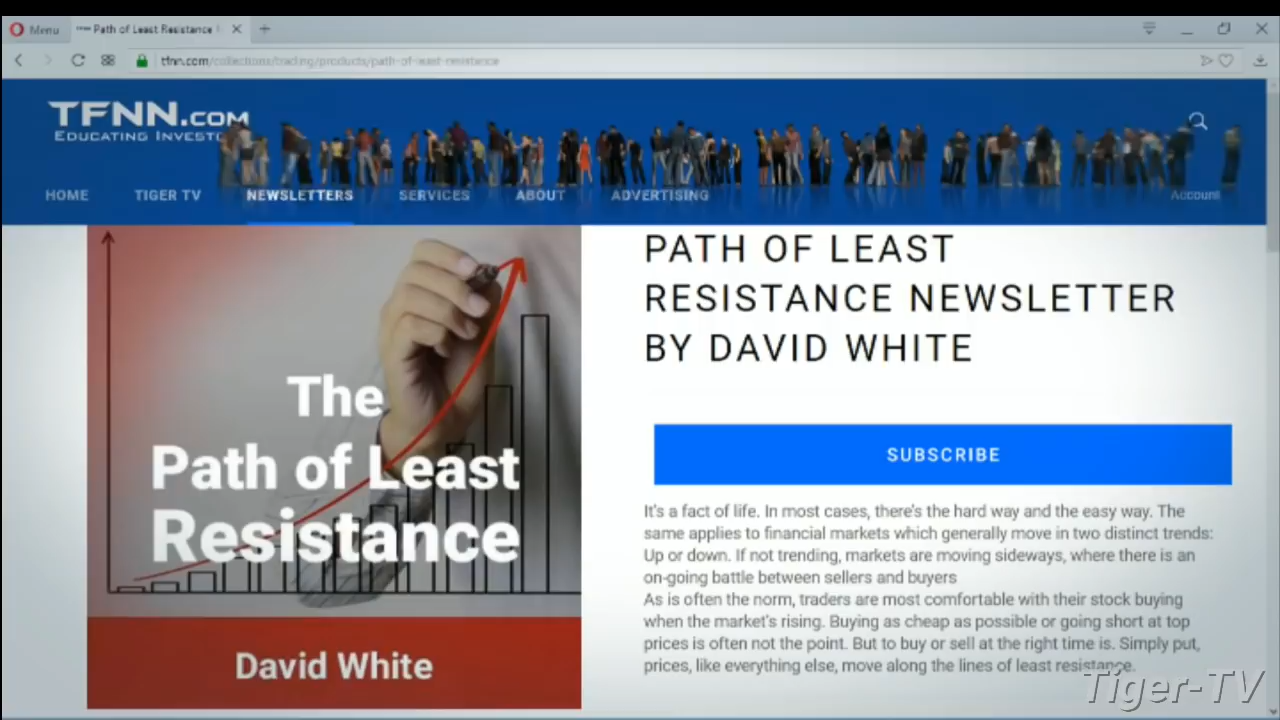 Menu
Path of Least Resistance
tfnn.com/collections/trading/products/path-of-least-resistance
TFNN.COM
EDUCATING
HOME TIGER TV NEWSLETTERS SERVICES ABOUT ADVERTISING Account
The
Path of Least
Resistance
David White
PATH OF LEAST
RESISTANCE NEWSLETTER
BY DAVID WHITE
SUBSCRIBE
It's a fact of life. In most cases, there's the hard way and the easy way. The
same applies to financial markets which generally move in two distinct trends:
Up or down. If not trending, markets are moving sideways, where there is an
on-going battle between sellers and buyers
As is often the norm, traders are most comfortable with their stock buying
when the market's rising. Buying as cheap as possible or going short at top
prices is often not the point. But to buy or sell at the right time is. Simply put,
prices, like everything else, move along the lines of least resistance.
Tiger-TV